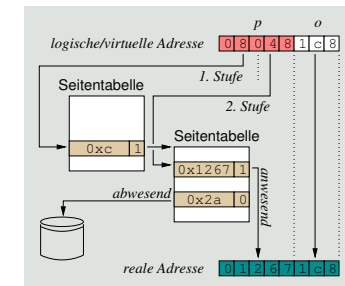 p o
logische/virtuelle Adresse 0 8 0 4 8 1 c 8
1. Stufe
Seitentabelle
2. Stufe
Seitentabelle
0xc 1
0x1267 1
abwesend
0x2a 0
anwesend
reale Adresse 0 1 2 6 7 1 c 8